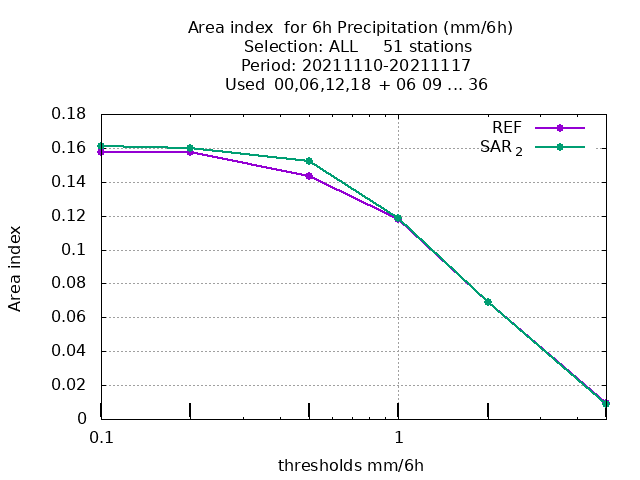 Area index  for 6h Precipitation (mm/6h)
Selection: ALL     51 stations
Period: 20211110-20211117
Used  00,06,12,18  + 06 09 ... 36
0.18
REF
0.16
SAR 2
0.14
0.12
0.1
Area index
0.08
0.06
0.04
0.02
0
0.1
1
thresholds mm/6h